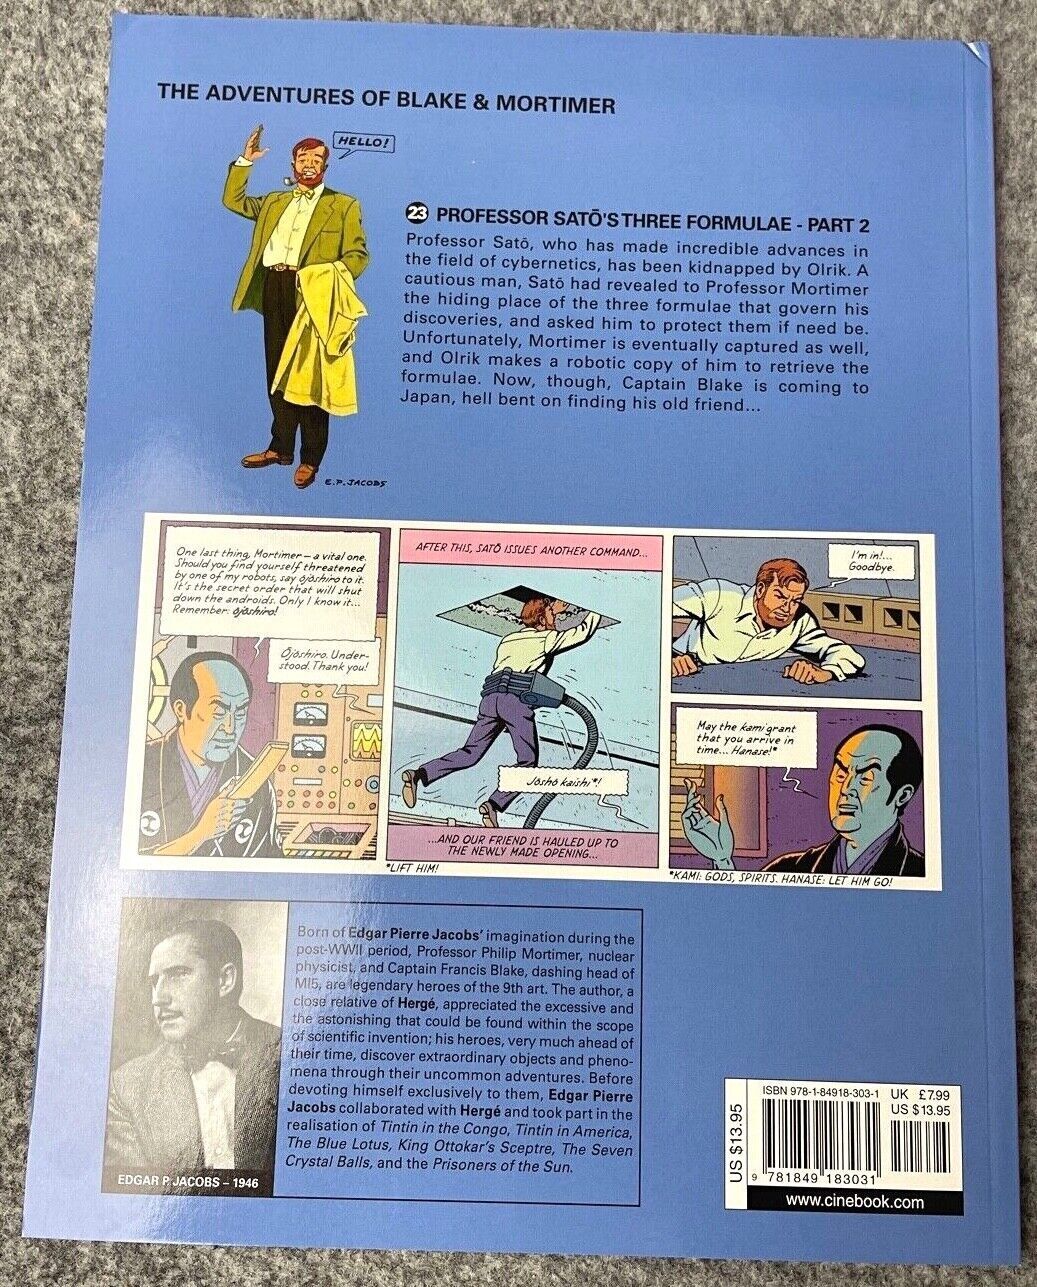 THE ADVENTURES OF BLAKE & MORTIMER
HELLO!
E.P. JACOBS
23 PROFESSOR SATŌ'S THREE FORMULAE - PART 2
Professor Satō, who has made incredible advances in
the field of cybernetics, has been kidnapped by Olrik. A
cautious man, Satō had revealed to Professor Mortimer
the hiding place of the three formulae that govern his
discoveries, and asked him to protect them if need be.
Unfortunately, Mortimer is eventually captured as well,
and Olrik makes a robotic copy of him to retrieve the
formulae. Now, though, Captain Blake is coming to
Japan, hell bent on finding his old friend...
One last thing, Mortimer – a vital one.
Should you find yourself threatened
by one of my robots, say ōjōshiro to it.
It's the secret order that will shut
down the androids. Only I know it...
Remember: ōjōshiro!
Ōjōshiro. Under-
stood. Thank you!
AFTER THIS, SATŌ ISSUES ANOTHER COMMAND...
Jōshō kaishi*!
...AND OUR FRIEND IS HAULED UP TO
THE NEWLY MADE OPENING...
*LIFT HIM!
I'm in!...
Goodbye.
May the kami grant
that you arrive in
time... Hanase!*
*KAMI: GODS, SPIRITS. HANASE: LET HIM GO!
EDGAR P. JACOBS – 1946
Born of Edgar Pierre Jacobs' imagination during the
post-WWII period, Professor Philip Mortimer, nuclear
physicist, and Captain Francis Blake, dashing head of
MI5, are legendary heroes of the 9th art. The author, a
close relative of Hergé, appreciated the excessive and
the astonishing that could be found within the scope
of scientific invention; his heroes, very much ahead of
their time, discover extraordinary objects and pheno-
mena through their uncommon adventures. Before
devoting himself exclusively to them, Edgar Pierre
Jacobs collaborated with Hergé and took part in the
realisation of Tintin in the Congo, Tintin in America,
The Blue Lotus, King Ottokar's Sceptre, The Seven
Crystal Balls, and the Prisoners of the Sun.
US $13.95
ISBN 978-1-84918-303-1
UK £7.99
US $13.95
9 781849 183031
www.cinebook.com